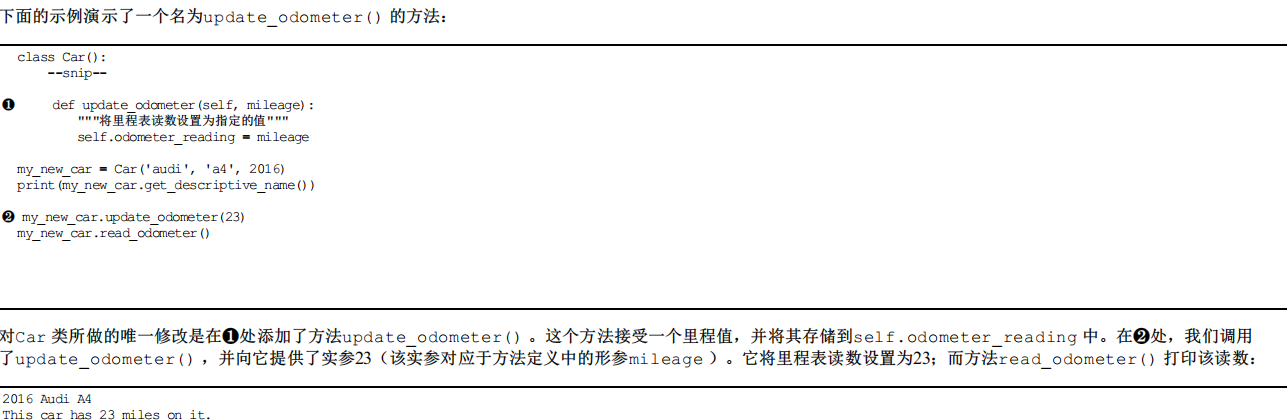 下面的示例演示了一个名为update_odometer() 的方法：
class Car():
    --snip--
❶   def update_odometer(self, mileage):
        """将里程表读数设置为指定的值"""
        self.odometer_reading = mileage
my_new_car = Car('audi', 'a4', 2016)
print(my_new_car.get_descriptive_name())
❷ my_new_car.update_odometer(23)
my_new_car.read_odometer()
对Car 类所做的唯一修改是在❶处添加了方法update_odometer() 。这个方法接受一个里程值，并将其存储到self.odometer_reading 中。在❷处，我们调用
了update_odometer() ，并向它提供了实参23（该实参对应于方法定义中的形参mileage ）。它将里程表读数设置为23；而方法read_odometer() 打印该读数：
2016 Audi A4
This car has 23 miles on it.